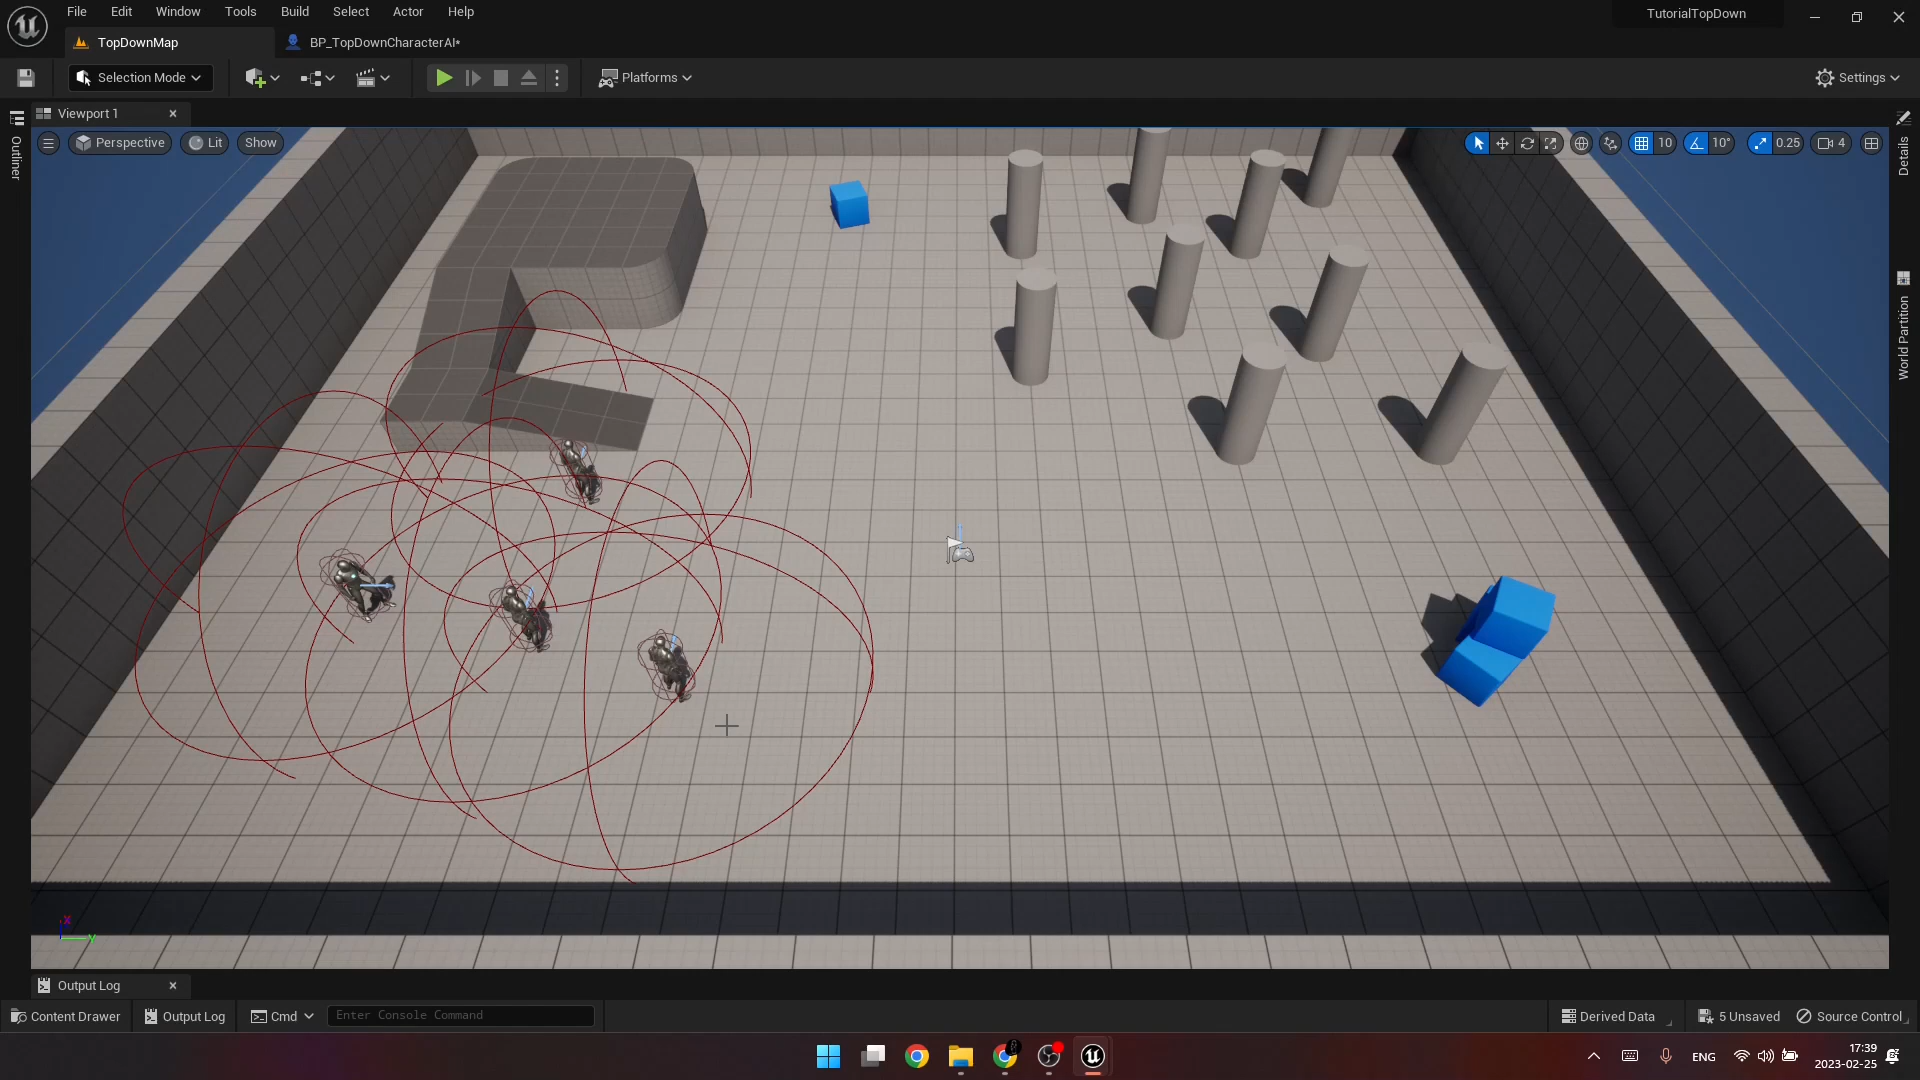 File Edit Window Tools Build Select Actor Help
TutorialTopDown
TopDownMap
BP_TopDownCharacterAI*
Selection Mode
Platforms
Settings
Viewport 1
Outliner
Perspective
Lit
Show
10
10°
0.25
4
Details
World Partition
X
Y
Output Log
Content Drawer
Output Log
Cmd
Enter Console Command
Derived Data
5 Unsaved
Source Control
ENG
17:39
2023-02-25